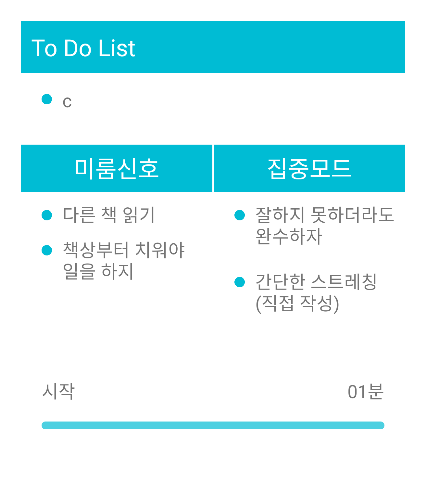 To Do List
c
미룸신호
집중모드
다른 책 읽기
책상부터 치워야
일을 하지
잘하지 못하더라도
완수하자
간단한 스트레칭
(직접 작성)
시작
01분